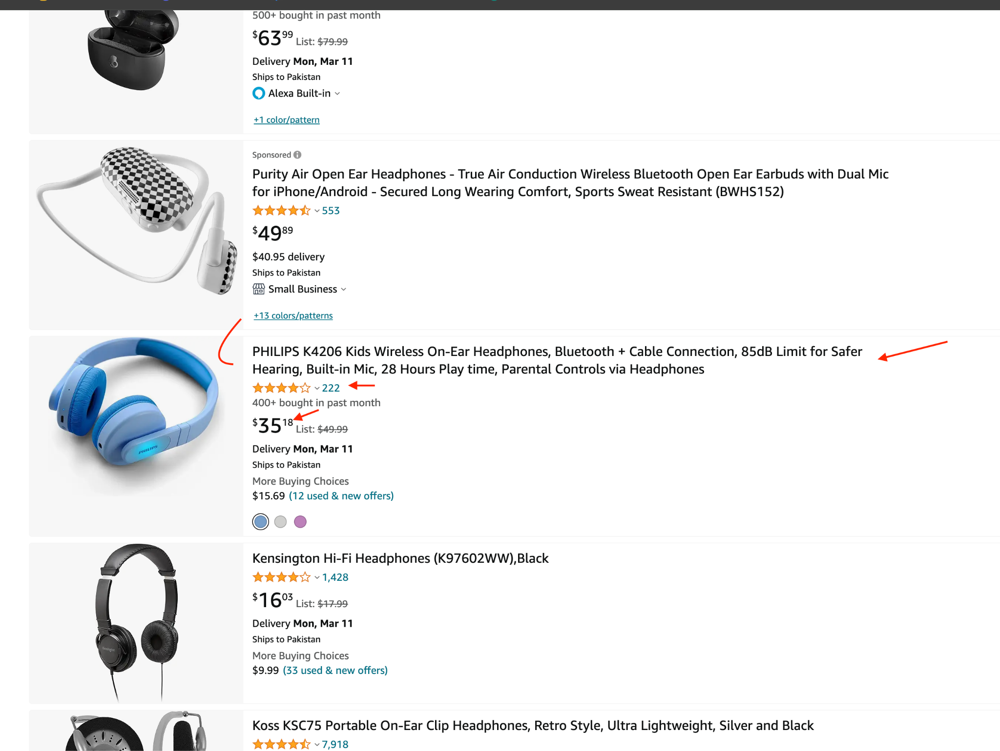 500+ bought in past month
$63.99 List: $79.99
Delivery Mon, Mar 11
Ships to Pakistan
Alexa Built-in
+1 color/pattern
Sponsored
Purity Air Open Ear Headphones - True Air Conduction Wireless Bluetooth Open Ear Earbuds with Dual Mic
for iPhone/Android - Secured Long Wearing Comfort, Sports Sweat Resistant (BWHS152)
553
$49.89
$40.95 delivery
Ships to Pakistan
Small Business
+13 colors/patterns
PHILIPS
PHILIPS K4206 Kids Wireless On-Ear Headphones, Bluetooth + Cable Connection, 85dB Limit for Safer
Hearing, Built-in Mic, 28 Hours Play time, Parental Controls via Headphones
222
400+ bought in past month
$35.18 List: $49.99
Delivery Mon, Mar 11
Ships to Pakistan
More Buying Choices
$15.69 (12 used & new offers)
Kensington
Kensington Hi-Fi Headphones (K97602WW),Black
1,428
$16.03 List: $17.99
Delivery Mon, Mar 11
Ships to Pakistan
More Buying Choices
$9.99 (33 used & new offers)
Koss KSC75 Portable On-Ear Clip Headphones, Retro Style, Ultra Lightweight, Silver and Black
7,918